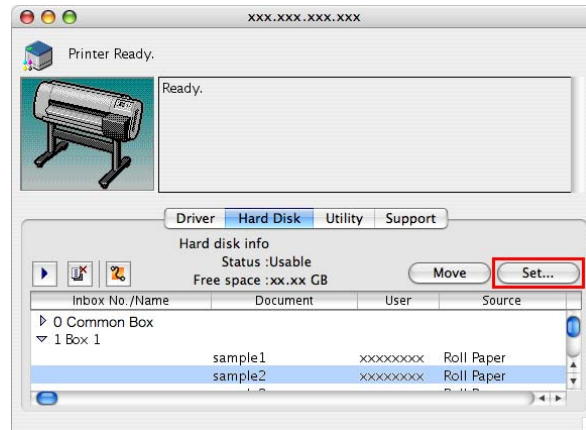 xxx.xxx.xxx.xxx
Printer Ready.
Ready.
Driver Hard Disk Utility Support
Hard disk info
Status :Usable
Free space :xx.xx GB
Move Set...
Inbox No./Name Document User Source
0 Common Box
1 Box 1
sample1 xxxxxxxx Roll Paper
sample2 xxxxxxxx Roll Paper